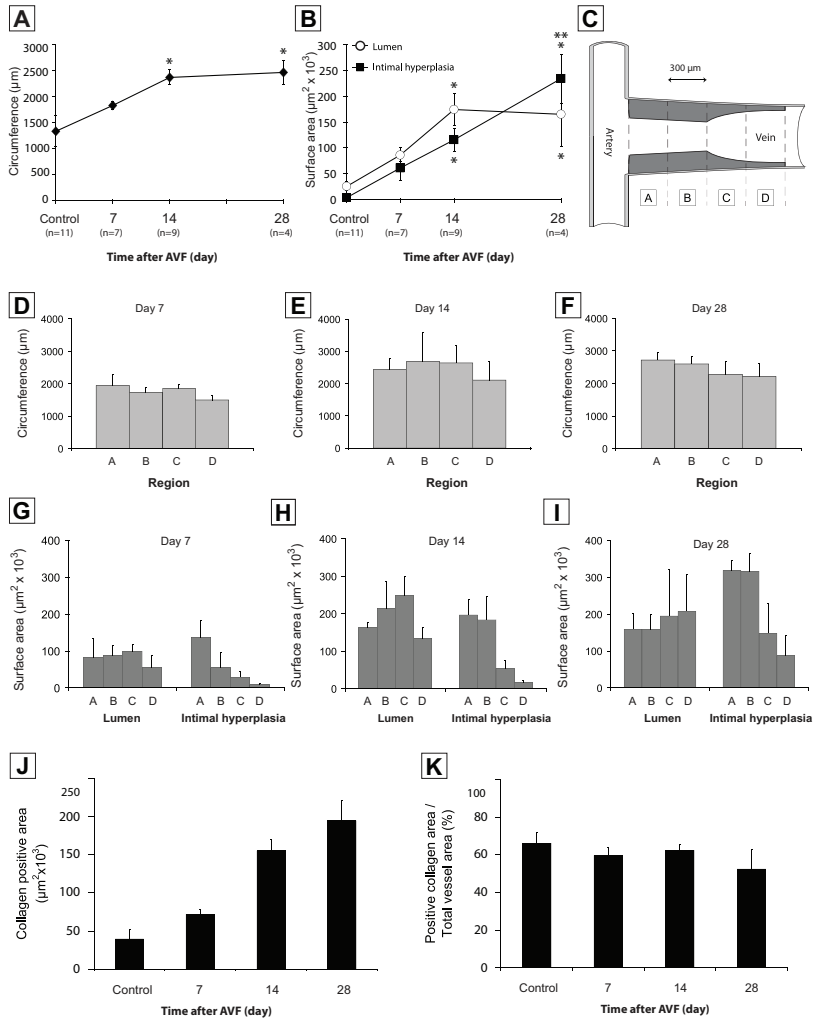 A
Circumference (µm)
3000
2500
2000
1500
1000
500
0
*
*
Control
7
14
28
(n=11)
(n=7)
(n=9)
(n=4)
Time after AVF (day)
B
Surface area (µm² x 10³)
300
250
200
150
100
50
0
Lumen
Intimal hyperplasia
*
*
**
*
*
Control
7
14
28
(n=11)
(n=7)
(n=9)
(n=4)
Time after AVF (day)
C
300 µm
Artery
Vein
A
B
C
D
D
Day 7
Circumference (µm)
4000
3000
2000
1000
0
A B C D
Region
E
Day 14
Circumference (µm)
4000
3000
2000
1000
0
A B C D
Region
F
Day 28
Circumference (µm)
4000
3000
2000
1000
0
A B C D
Region
G
Day 7
Surface area (µm² x 10³)
400
300
200
100
0
A B C D A B C D
Lumen Intimal hyperplasia
H
Day 14
Surface area (µm² x 10³)
400
300
200
100
0
A B C D A B C D
Lumen Intimal hyperplasia
I
Day 28
Surface area (µm² x 10³)
400
300
200
100
0
A B C D A B C D
Lumen Intimal hyperplasia
J
Collagen positive area
(µm²x10³)
250
200
150
100
50
0
Control 7 14 28
Time after AVF (day)
K
Positive collagen area /
Total vessel area (%)
100
80
60
40
20
0
Control 7 14 28
Time after AVF (day)